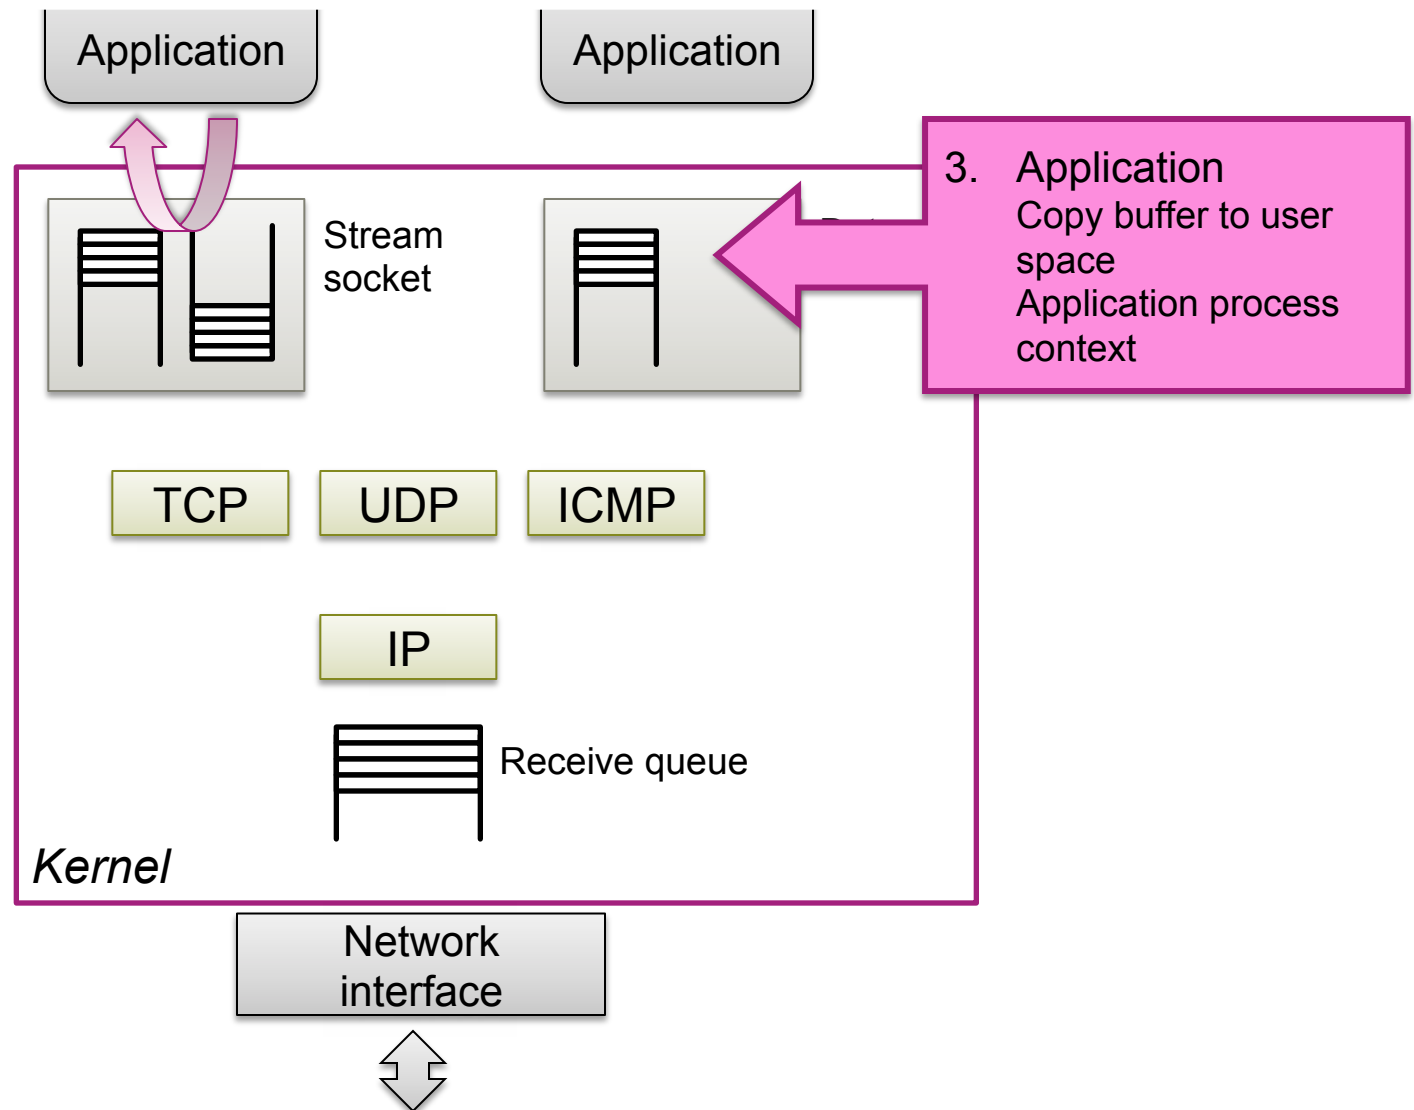 Application
Application
3. Application
Copy buffer to user
space
Application process
context
Stream
socket
TCP
UDP
ICMP
IP
Receive queue
Kernel
Network
interface